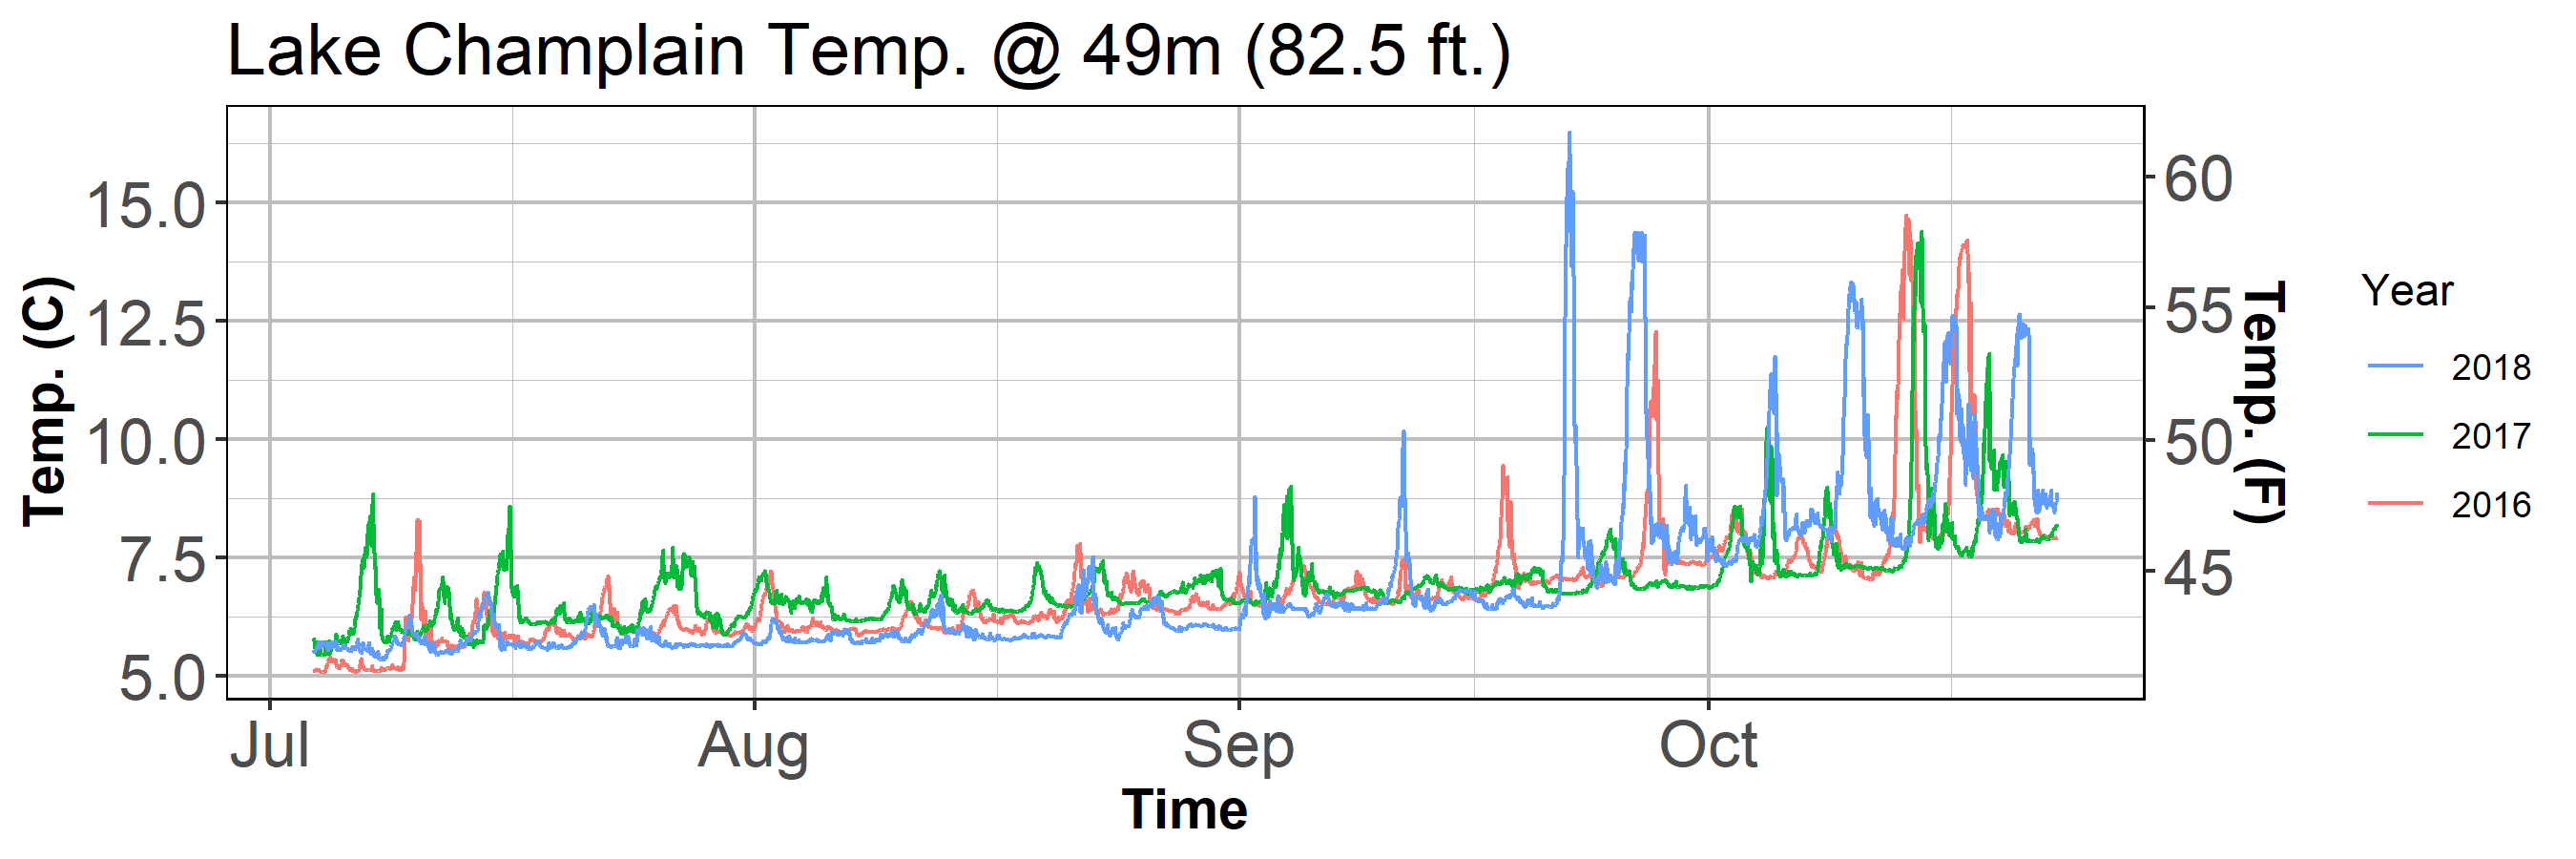 Lake Champlain Temp. @ 49m (82.5 ft.)
Temp. (C)
15.0
12.5
10.0
7.5
5.0
60
55
50
45
Temp. (F)
Jul Aug Sep Oct
Time
Year
2018
2017
2016